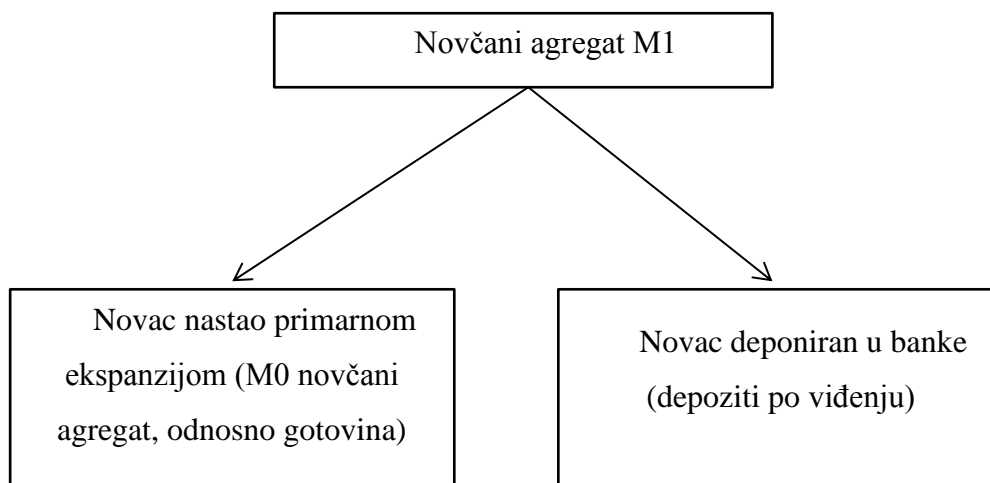 Novčani agregat M1
Novac nastao primarnom
ekspanzijom (M0 novčani
agregat, odnosno gotovina)
Novac deponiran u banke
(depoziti po viđenju)